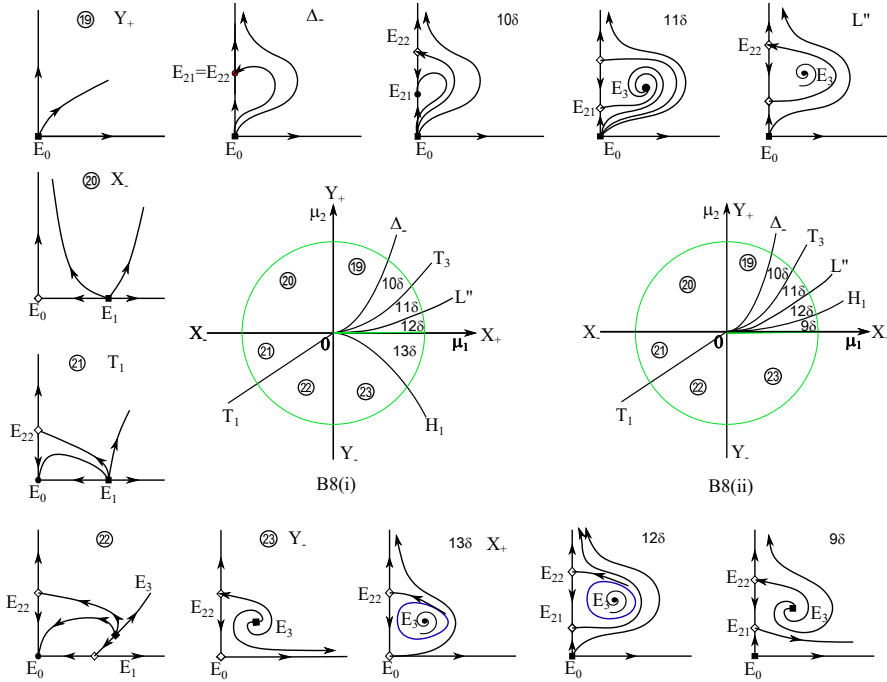 ⑲ Y₊
Δ₋
10δ
11δ
L"
E₂₁=E₂₂
E₂₂
E₂₁
E₃
E₂₁
E₂₂
E₃
E₀
E₀
E₀
E₀
E₀
⑳ X₋
E₀
E₁
Y₊
μ₂
Δ₋
T₃
L"
⑲
⑳
10δ
11δ
12δ
X₋
0
μ₁
X₊
㉑
13δ
㉒
㉓
T₁
H₁
Y₋
B8(i)
Y₊
μ₂
Δ₋
T₃
L"
H₁
⑲
⑳
10δ
11δ
12δ
9δ
X₋
0
μ₁
㉑
㉒
㉓
T₁
Y₋
B8(ii)
㉑ T₁
E₂₂
E₀
E₁
㉒
E₃
E₂₂
E₀
E₁
㉓ Y₋
E₂₂
E₃
E₀
13δ X₊
E₂₂
E₃
E₀
12δ
E₂₂
E₃
E₂₁
E₀
9δ
E₂₂
E₃
E₂₁
E₀